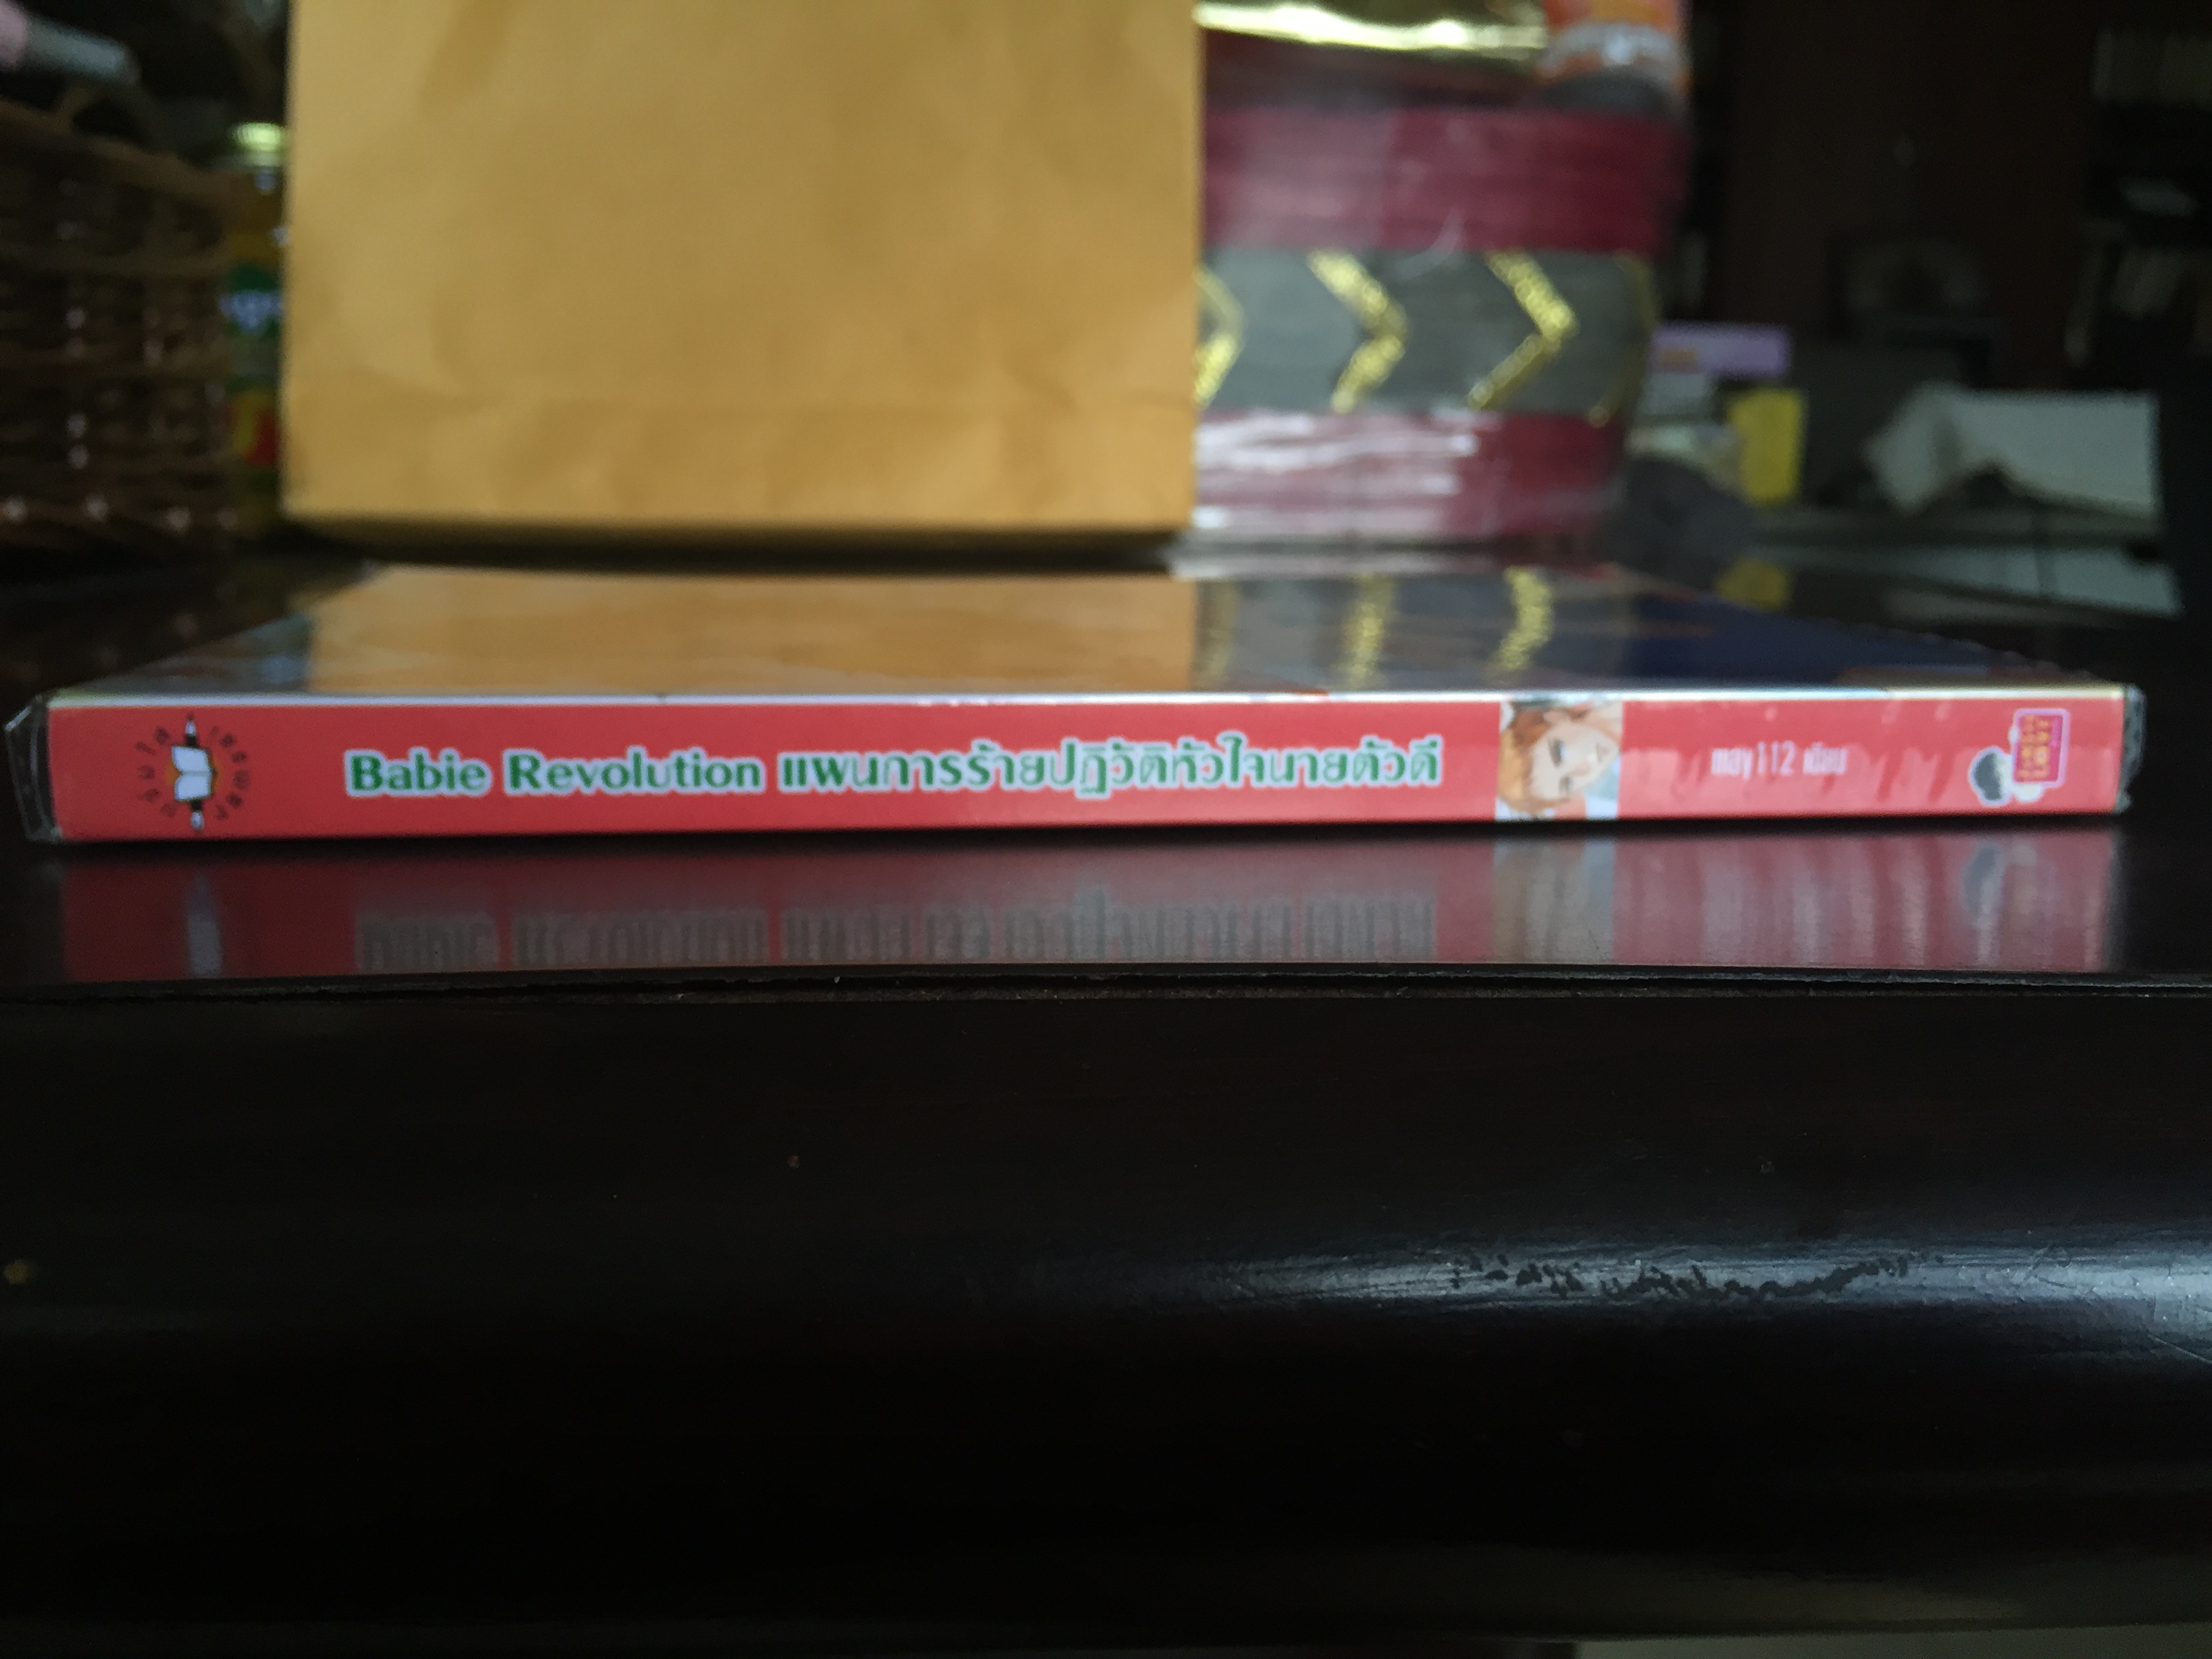 Babie Revolution แผนการร้ายปฏิวัติหัวใจนายตัวดี
may112 เขียน